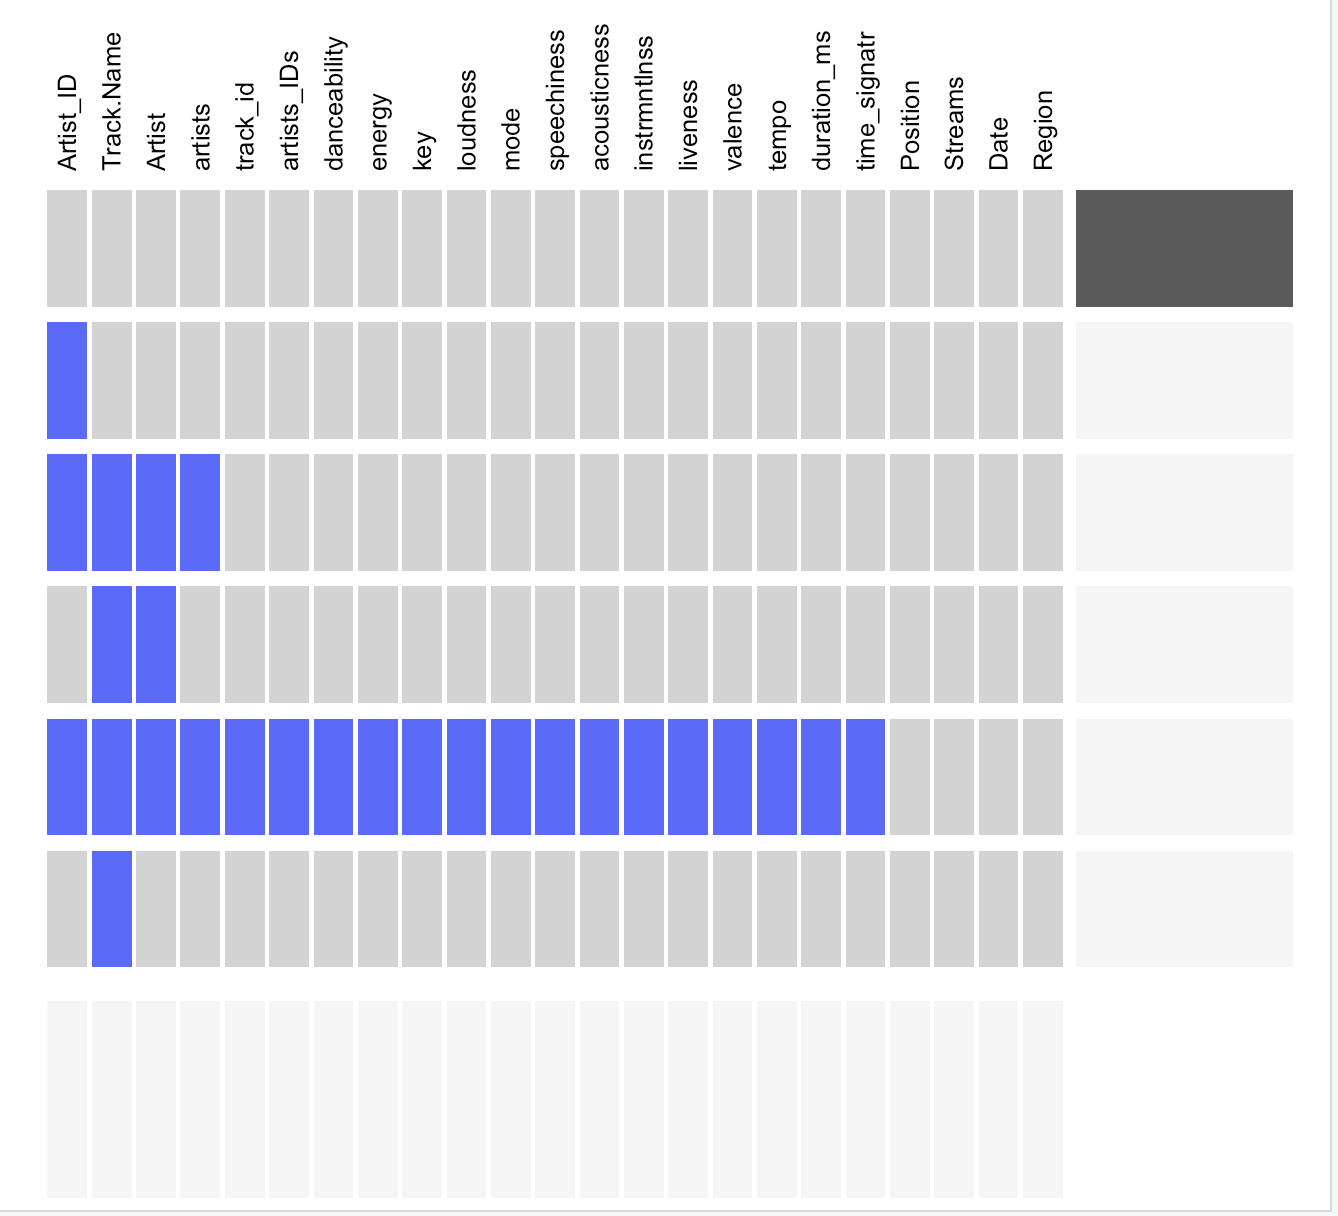 Artist_ID
Track.Name
Artist
artists
track_id
artists_IDs
danceability
energy
key
loudness
mode
speechiness
acousticness
instrmntlnss
liveness
valence
tempo
duration_ms
time_signatr
Position
Streams
Date
Region